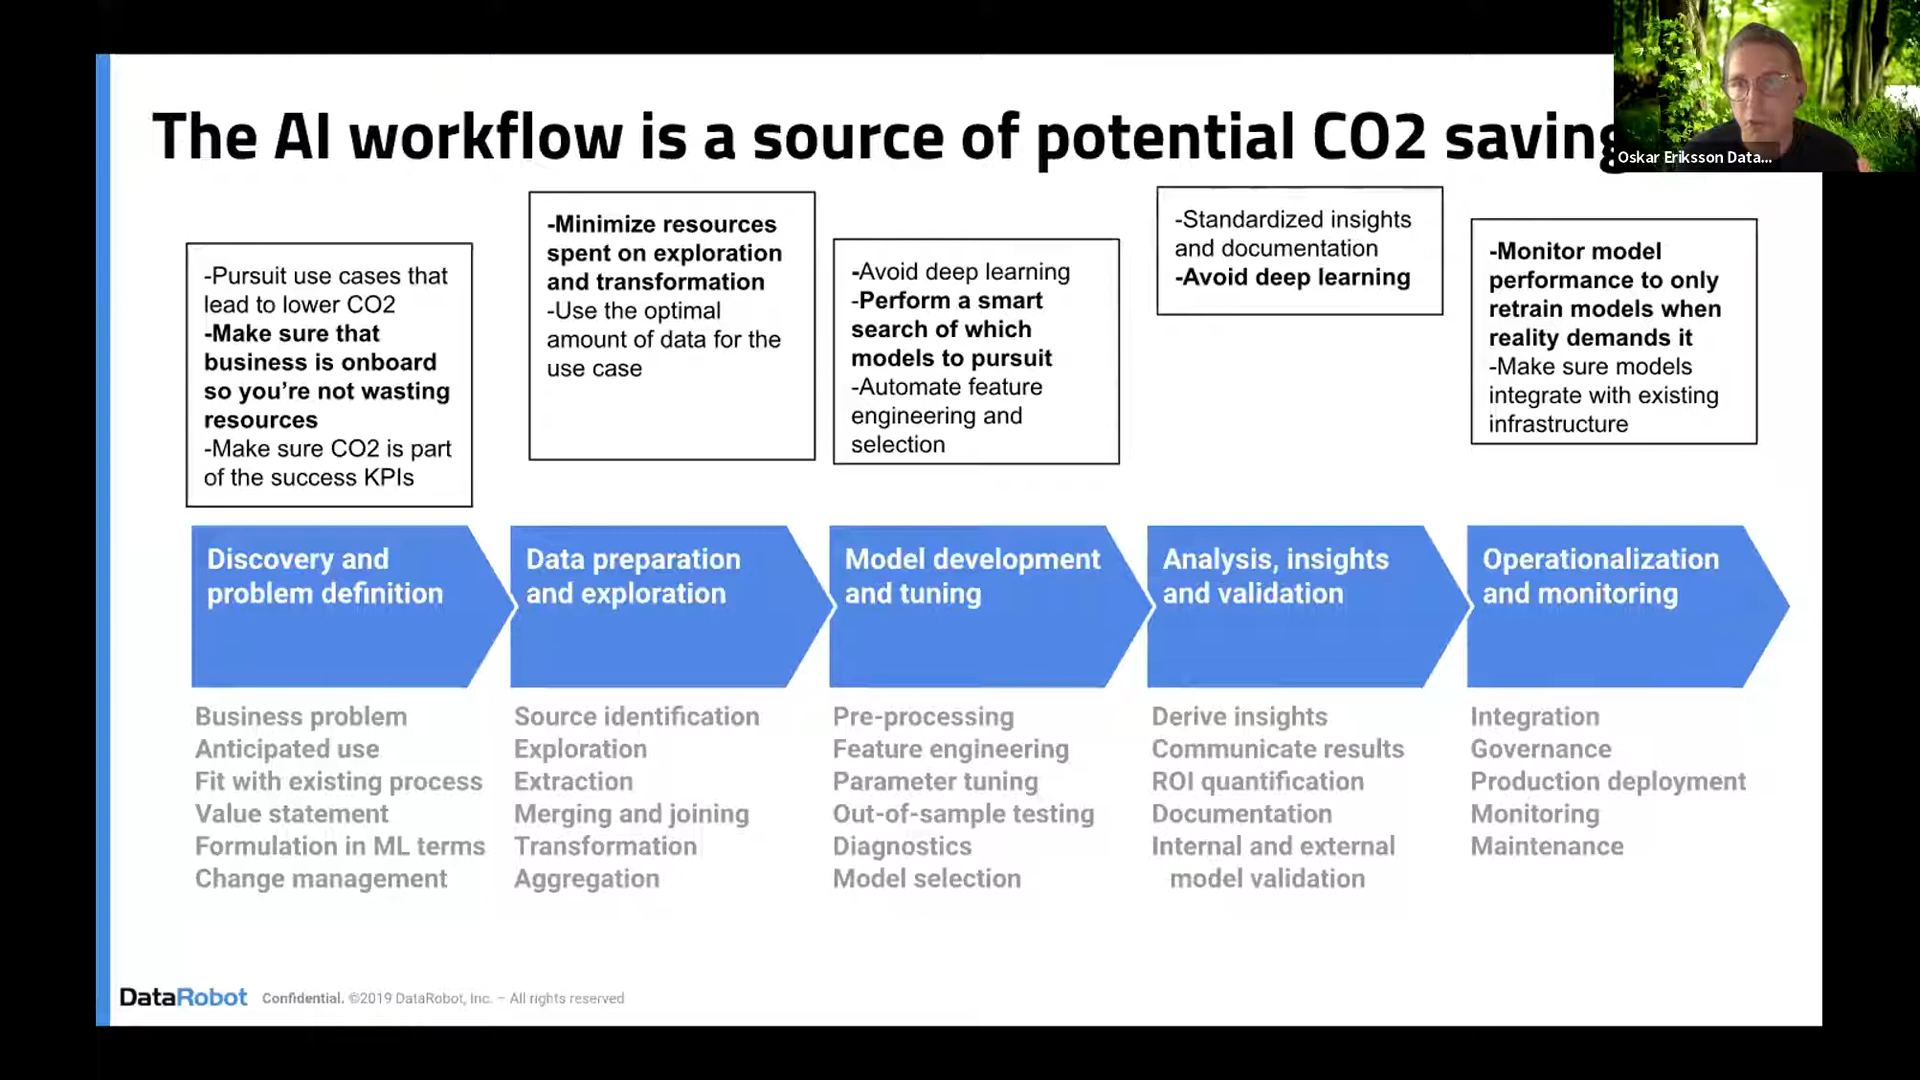 The AI workflow is a source of potential CO2 saving
Oskar Eriksson Data...
-Pursuit use cases that
lead to lower CO2
-Make sure that
business is onboard
so you're not wasting
resources
-Make sure CO2 is part
of the success KPIs
-Minimize resources
spent on exploration
and transformation
-Use the optimal
amount of data for the
use case
-Avoid deep learning
-Perform a smart
search of which
models to pursuit
-Automate feature
engineering and
selection
-Standardized insights
and documentation
-Avoid deep learning
-Monitor model
performance to only
retrain models when
reality demands it
-Make sure models
integrate with existing
infrastructure
Discovery and
problem definition
Data preparation
and exploration
Model development
and tuning
Analysis, insights
and validation
Operationalization
and monitoring
Business problem
Anticipated use
Fit with existing process
Value statement
Formulation in ML terms
Change management
Source identification
Exploration
Extraction
Merging and joining
Transformation
Aggregation
Pre-processing
Feature engineering
Parameter tuning
Out-of-sample testing
Diagnostics
Model selection
Derive insights
Communicate results
ROI quantification
Documentation
Internal and external
model validation
Integration
Governance
Production deployment
Monitoring
Maintenance
DataRobot Confidential. ©2019 DataRobot, Inc. – All rights reserved